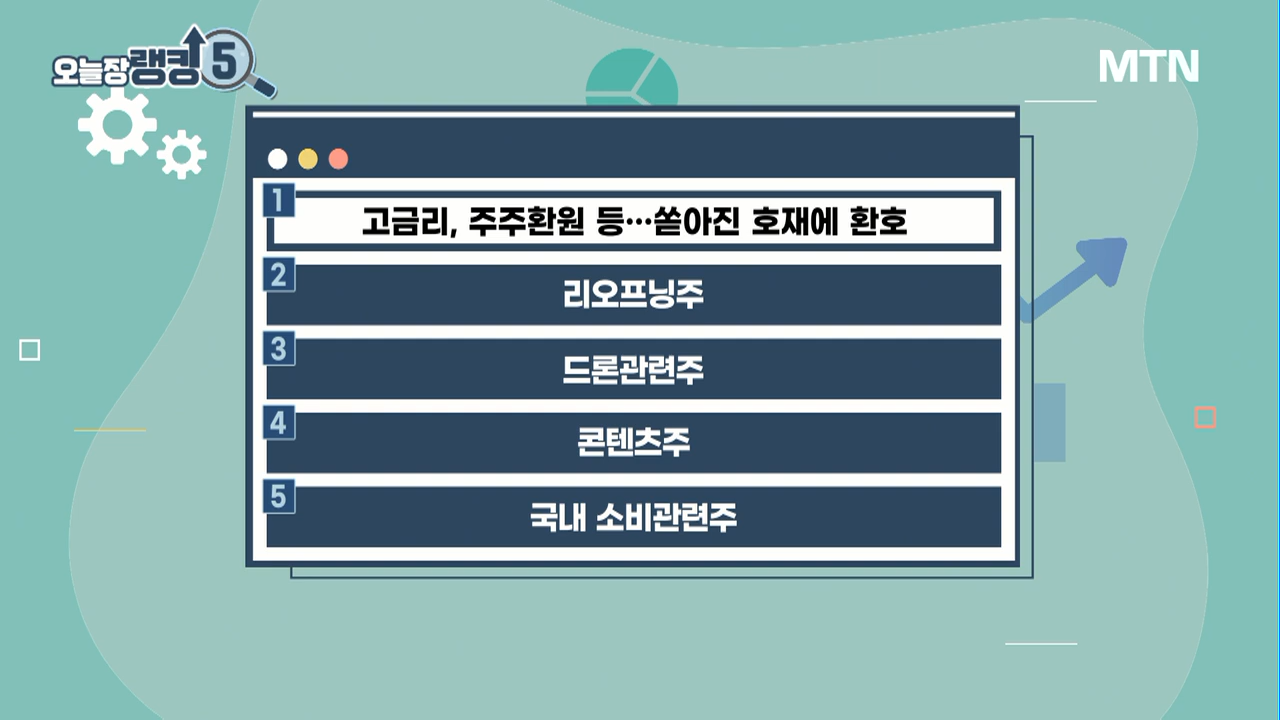 오늘장랭킹5
MTN
1
고금리, 주주환원 등…쏟아진 호재에 환호
2
리오프닝주
3
드론관련주
4
콘텐츠주
5
국내 소비관련주